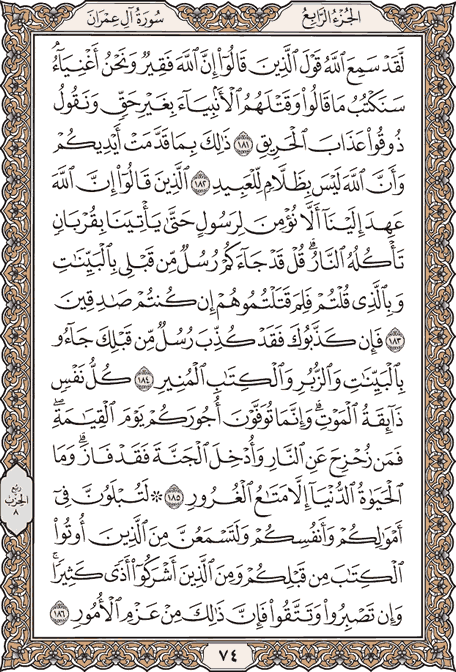 الجزء الرابع
سورة آل عمران
لَّقَدْ سَمِعَ ٱللَّهُ قَوْلَ ٱلَّذِينَ قَالُوٓا۟ إِنَّ ٱللَّهَ فَقِيرٌ وَنَحْنُ أَغْنِيَآءُ ۘ
سَنَكْتُبُ مَا قَالُوا۟ وَقَتْلَهُمُ ٱلْأَنۢبِيَآءَ بِغَيْرِ حَقٍّ وَنَقُولُ
ذُوقُوا۟ عَذَابَ ٱلْحَرِيقِ ١٨١ ذَٰلِكَ بِمَا قَدَّمَتْ أَيْدِيكُمْ
وَأَنَّ ٱللَّهَ لَيْسَ بِظَلَّامٍ لِّلْعَبِيدِ ١٨٢ ٱلَّذِينَ قَالُوٓا۟ إِنَّ ٱللَّهَ
عَهِدَ إِلَيْنَآ أَلَّا نُؤْمِنَ لِرَسُولٍ حَتَّىٰ يَأْتِيَنَا بِقُرْبَانٍ
تَأْكُلُهُ ٱلنَّارُ ۗ قُلْ قَدْ جَآءَكُمْ رُسُلٌ مِّن قَبْلِى بِٱلْبَيِّنَٰتِ
وَبِٱلَّذِى قُلْتُمْ فَلِمَ قَتَلْتُمُوهُمْ إِن كُنتُمْ صَٰدِقِينَ
١٨٣ فَإِن كَذَّبُوكَ فَقَدْ كُذِّبَ رُسُلٌ مِّن قَبْلِكَ جَآءُو
بِٱلْبَيِّنَٰتِ وَٱلزُّبُرِ وَٱلْكِتَٰبِ ٱلْمُنِيرِ ١٨٤ كُلُّ نَفْسٍ
ذَآئِقَةُ ٱلْمَوْتِ ۗ وَإِنَّمَا تُوَفَّوْنَ أُجُورَكُمْ يَوْمَ ٱلْقِيَٰمَةِ ۖ
فَمَن زُحْزِحَ عَنِ ٱلنَّارِ وَأُدْخِلَ ٱلْجَنَّةَ فَقَدْ فَازَ ۗ وَمَا
ٱلْحَيَوٰةُ ٱلدُّنْيَآ إِلَّا مَتَٰعُ ٱلْغُرُورِ ١٨٥ ۞ لَتُبْلَوُنَّ فِىٓ
أَمْوَٰلِكُمْ وَأَنفُسِكُمْ وَلَتَسْمَعُنَّ مِنَ ٱلَّذِينَ أُوتُوا۟
ٱلْكِتَٰبَ مِن قَبْلِكُمْ وَمِنَ ٱلَّذِينَ أَشْرَكُوٓا۟ أَذًى كَثِيرًا ۚ
وَإِن تَصْبِرُوا۟ وَتَتَّقُوا۟ فَإِنَّ ذَٰلِكَ مِنْ عَزْمِ ٱلْأُمُورِ ١٨٦
ربع
الحزب
٨
٧٤